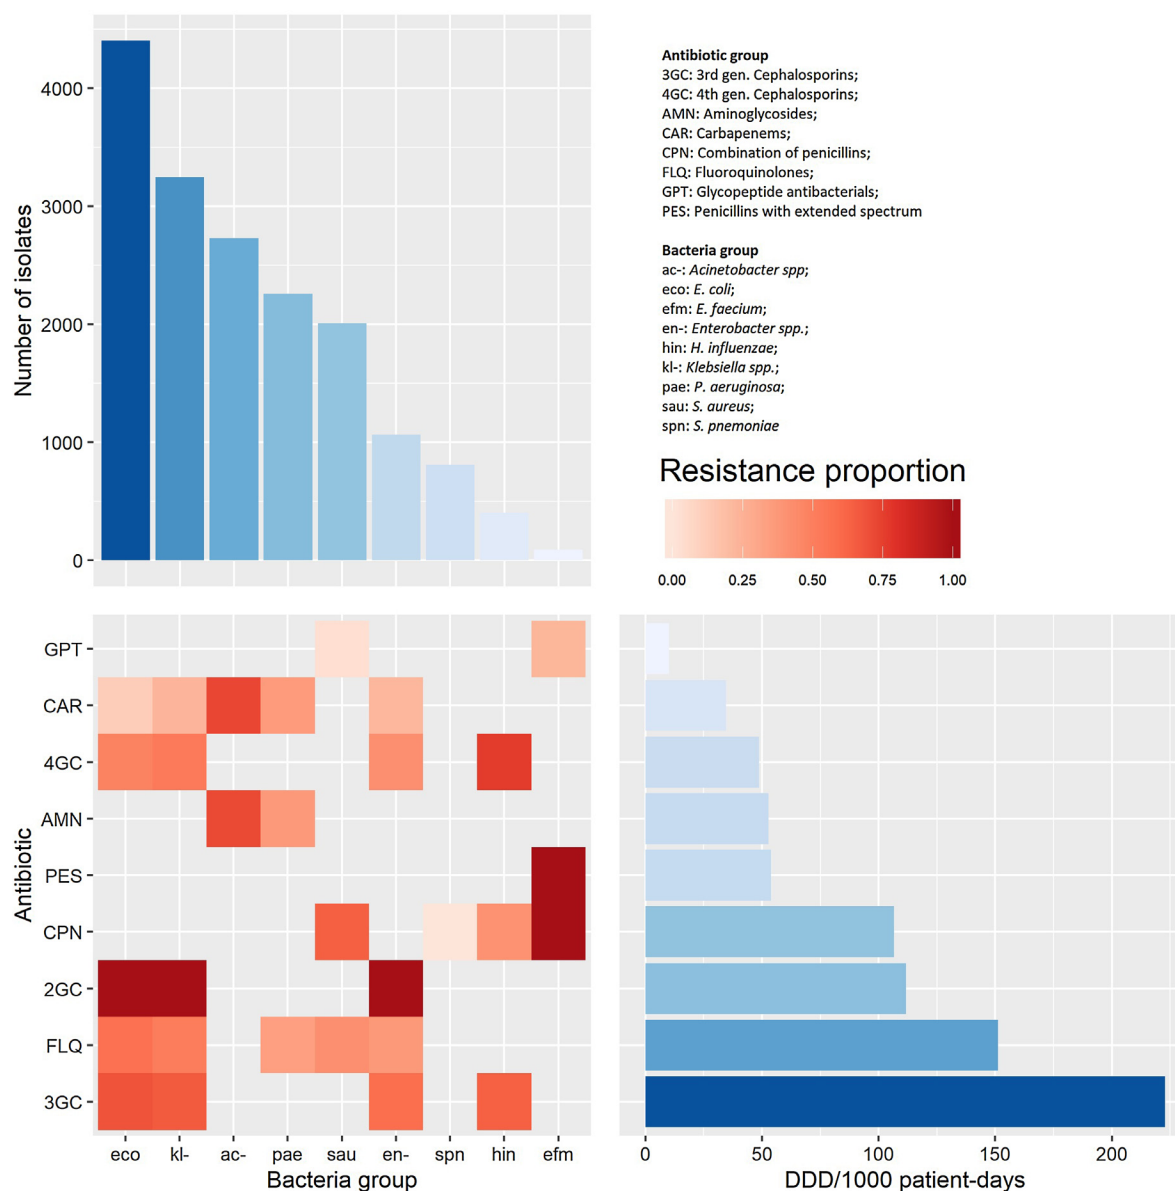 4000
3000
2000
1000
0
Number of isolates
Antibiotic group
3GC: 3rd gen. Cephalosporins;
4GC: 4th gen. Cephalosporins;
AMN: Aminoglycosides;
CAR: Carbapenems;
CPN: Combination of penicillins;
FLQ: Fluoroquinolones;
GPT: Glycopeptide antibacterials;
PES: Penicillins with extended spectrum
Bacteria group
ac-: Acinetobacter spp;
eco: E. coli;
efm: E. faecium;
en-: Enterobacter spp.;
hin: H. influenzae;
kl-: Klebsiella spp.;
pae: P. aeruginosa;
sau: S. aureus;
spn: S. pnemoniae
Resistance proportion
0.00 0.25 0.50 0.75 1.00
GPT
CAR
4GC
AMN
PES
CPN
2GC
FLQ
3GC
Antibiotic
eco kl- ac- pae sau en- spn hin efm
Bacteria group
0 50 100 150 200
DDD/1000 patient-days